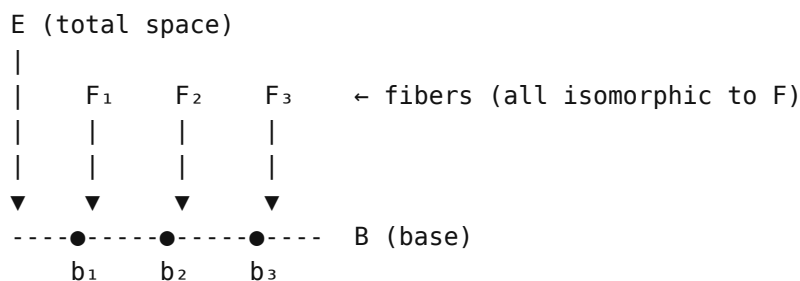 E (total space)
|
|    F₁    F₂    F₃    ← fibers (all isomorphic to F)
|    |     |     |
|    |     |     |
▼    ▼     ▼     ▼
----●-----●-----●----  B (base)
    b₁    b₂    b₃